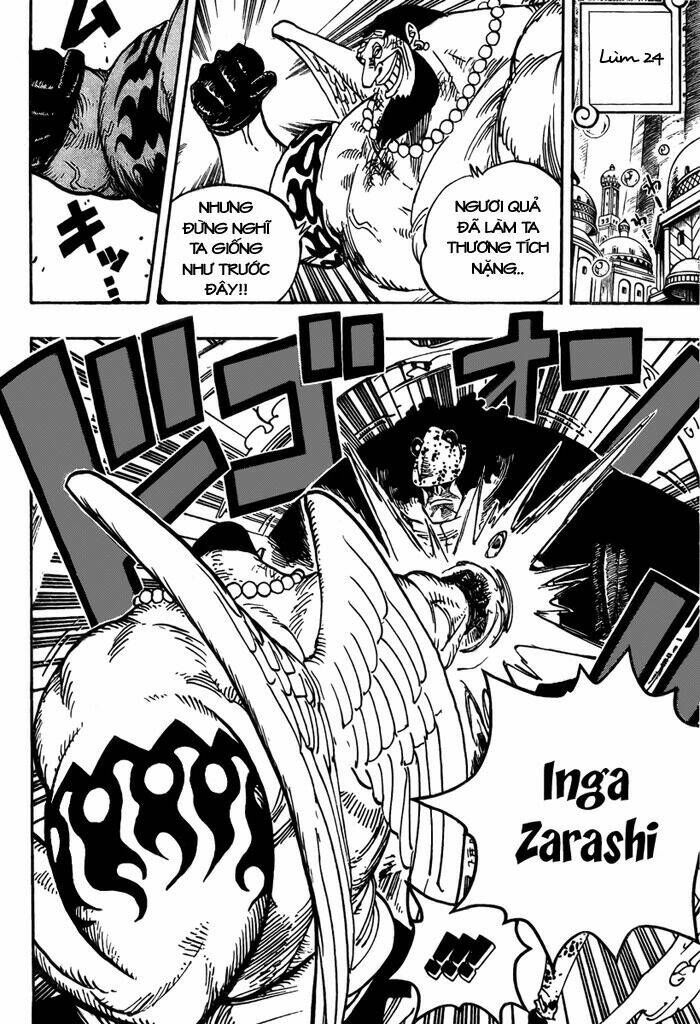 Lùm 24
NGƯƠI QUẢ
ĐÃ LÀM TA
THƯƠNG TÍCH
NẶNG..
NHƯNG
ĐỪNG NGHĨ
TA GIỐNG
NHƯ TRƯỚC
ĐÂY!!
ム
キッ
ドゴオーン
Inga
Zarashi
!!!